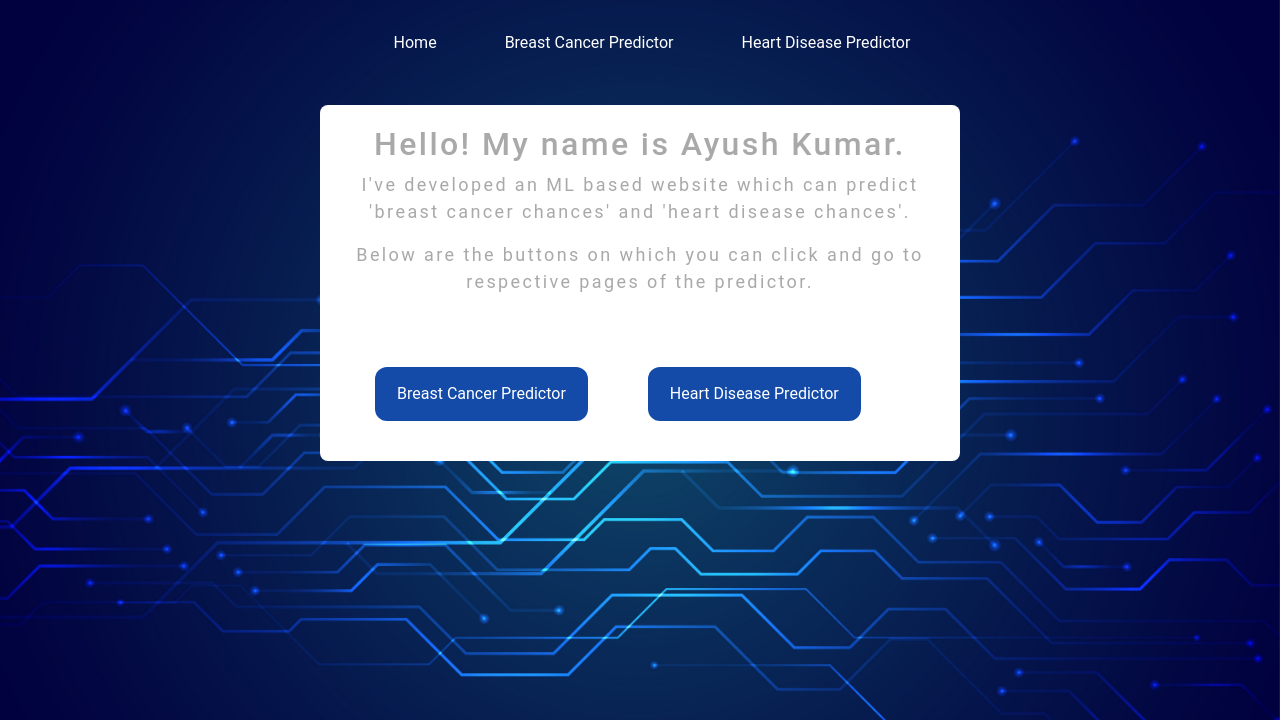 Home Breast Cancer Predictor Heart Disease Predictor
Hello! My name is Ayush Kumar.
I've developed an ML based website which can predict
'breast cancer chances' and 'heart disease chances'.
Below are the buttons on which you can click and go to
respective pages of the predictor.
Breast Cancer Predictor Heart Disease Predictor